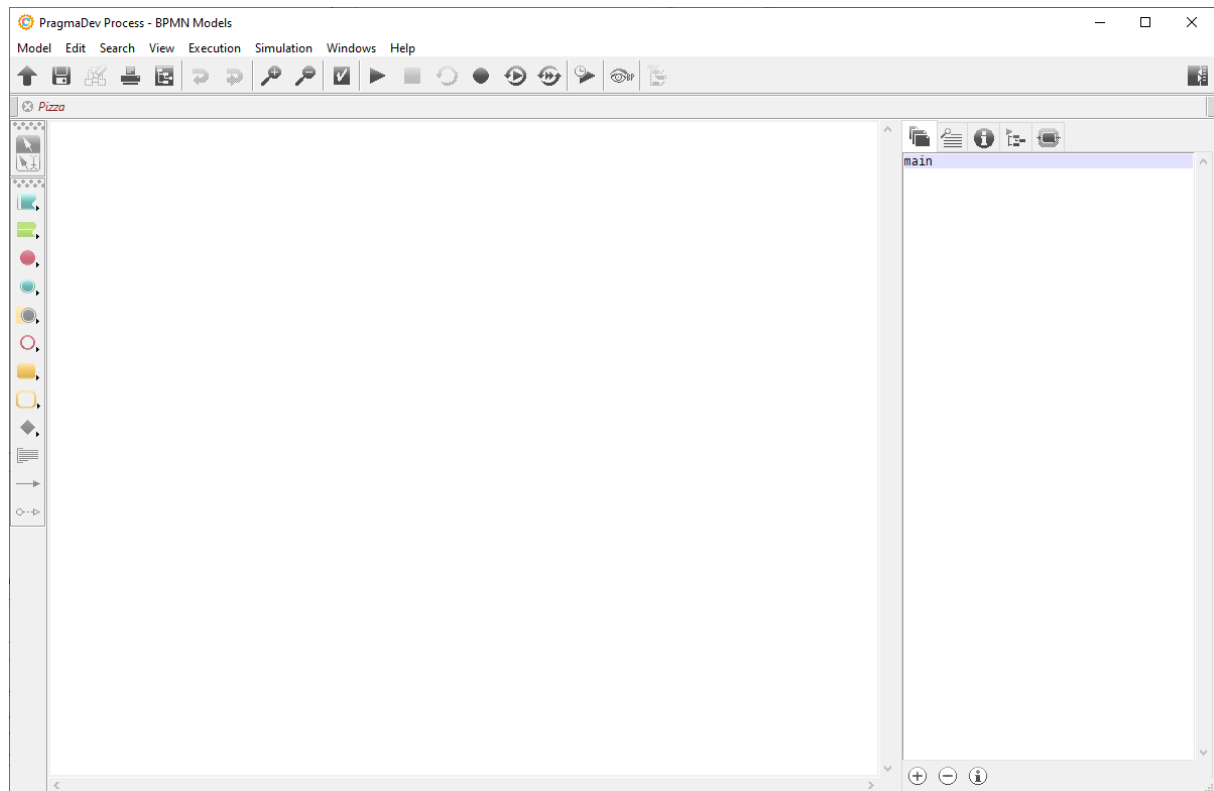 PragmaDev Process - BPMN Models
Model Edit Search View Execution Simulation Windows Help
Pizza
main